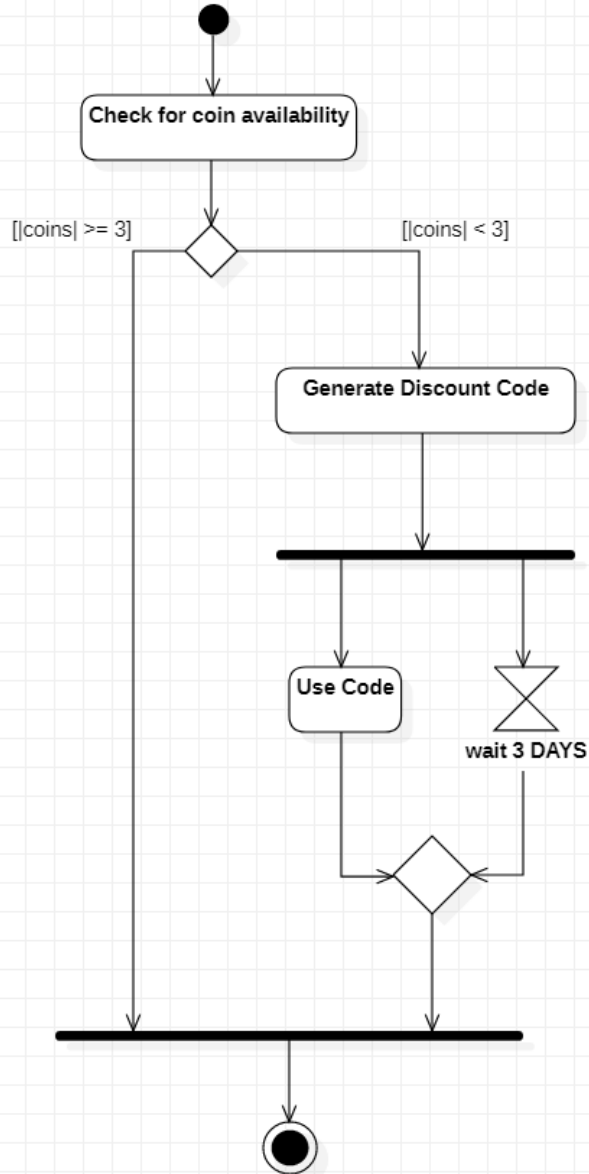 Check for coin availability
[|coins| >= 3]
[|coins| < 3]
Generate Discount Code
Use Code
wait 3 DAYS